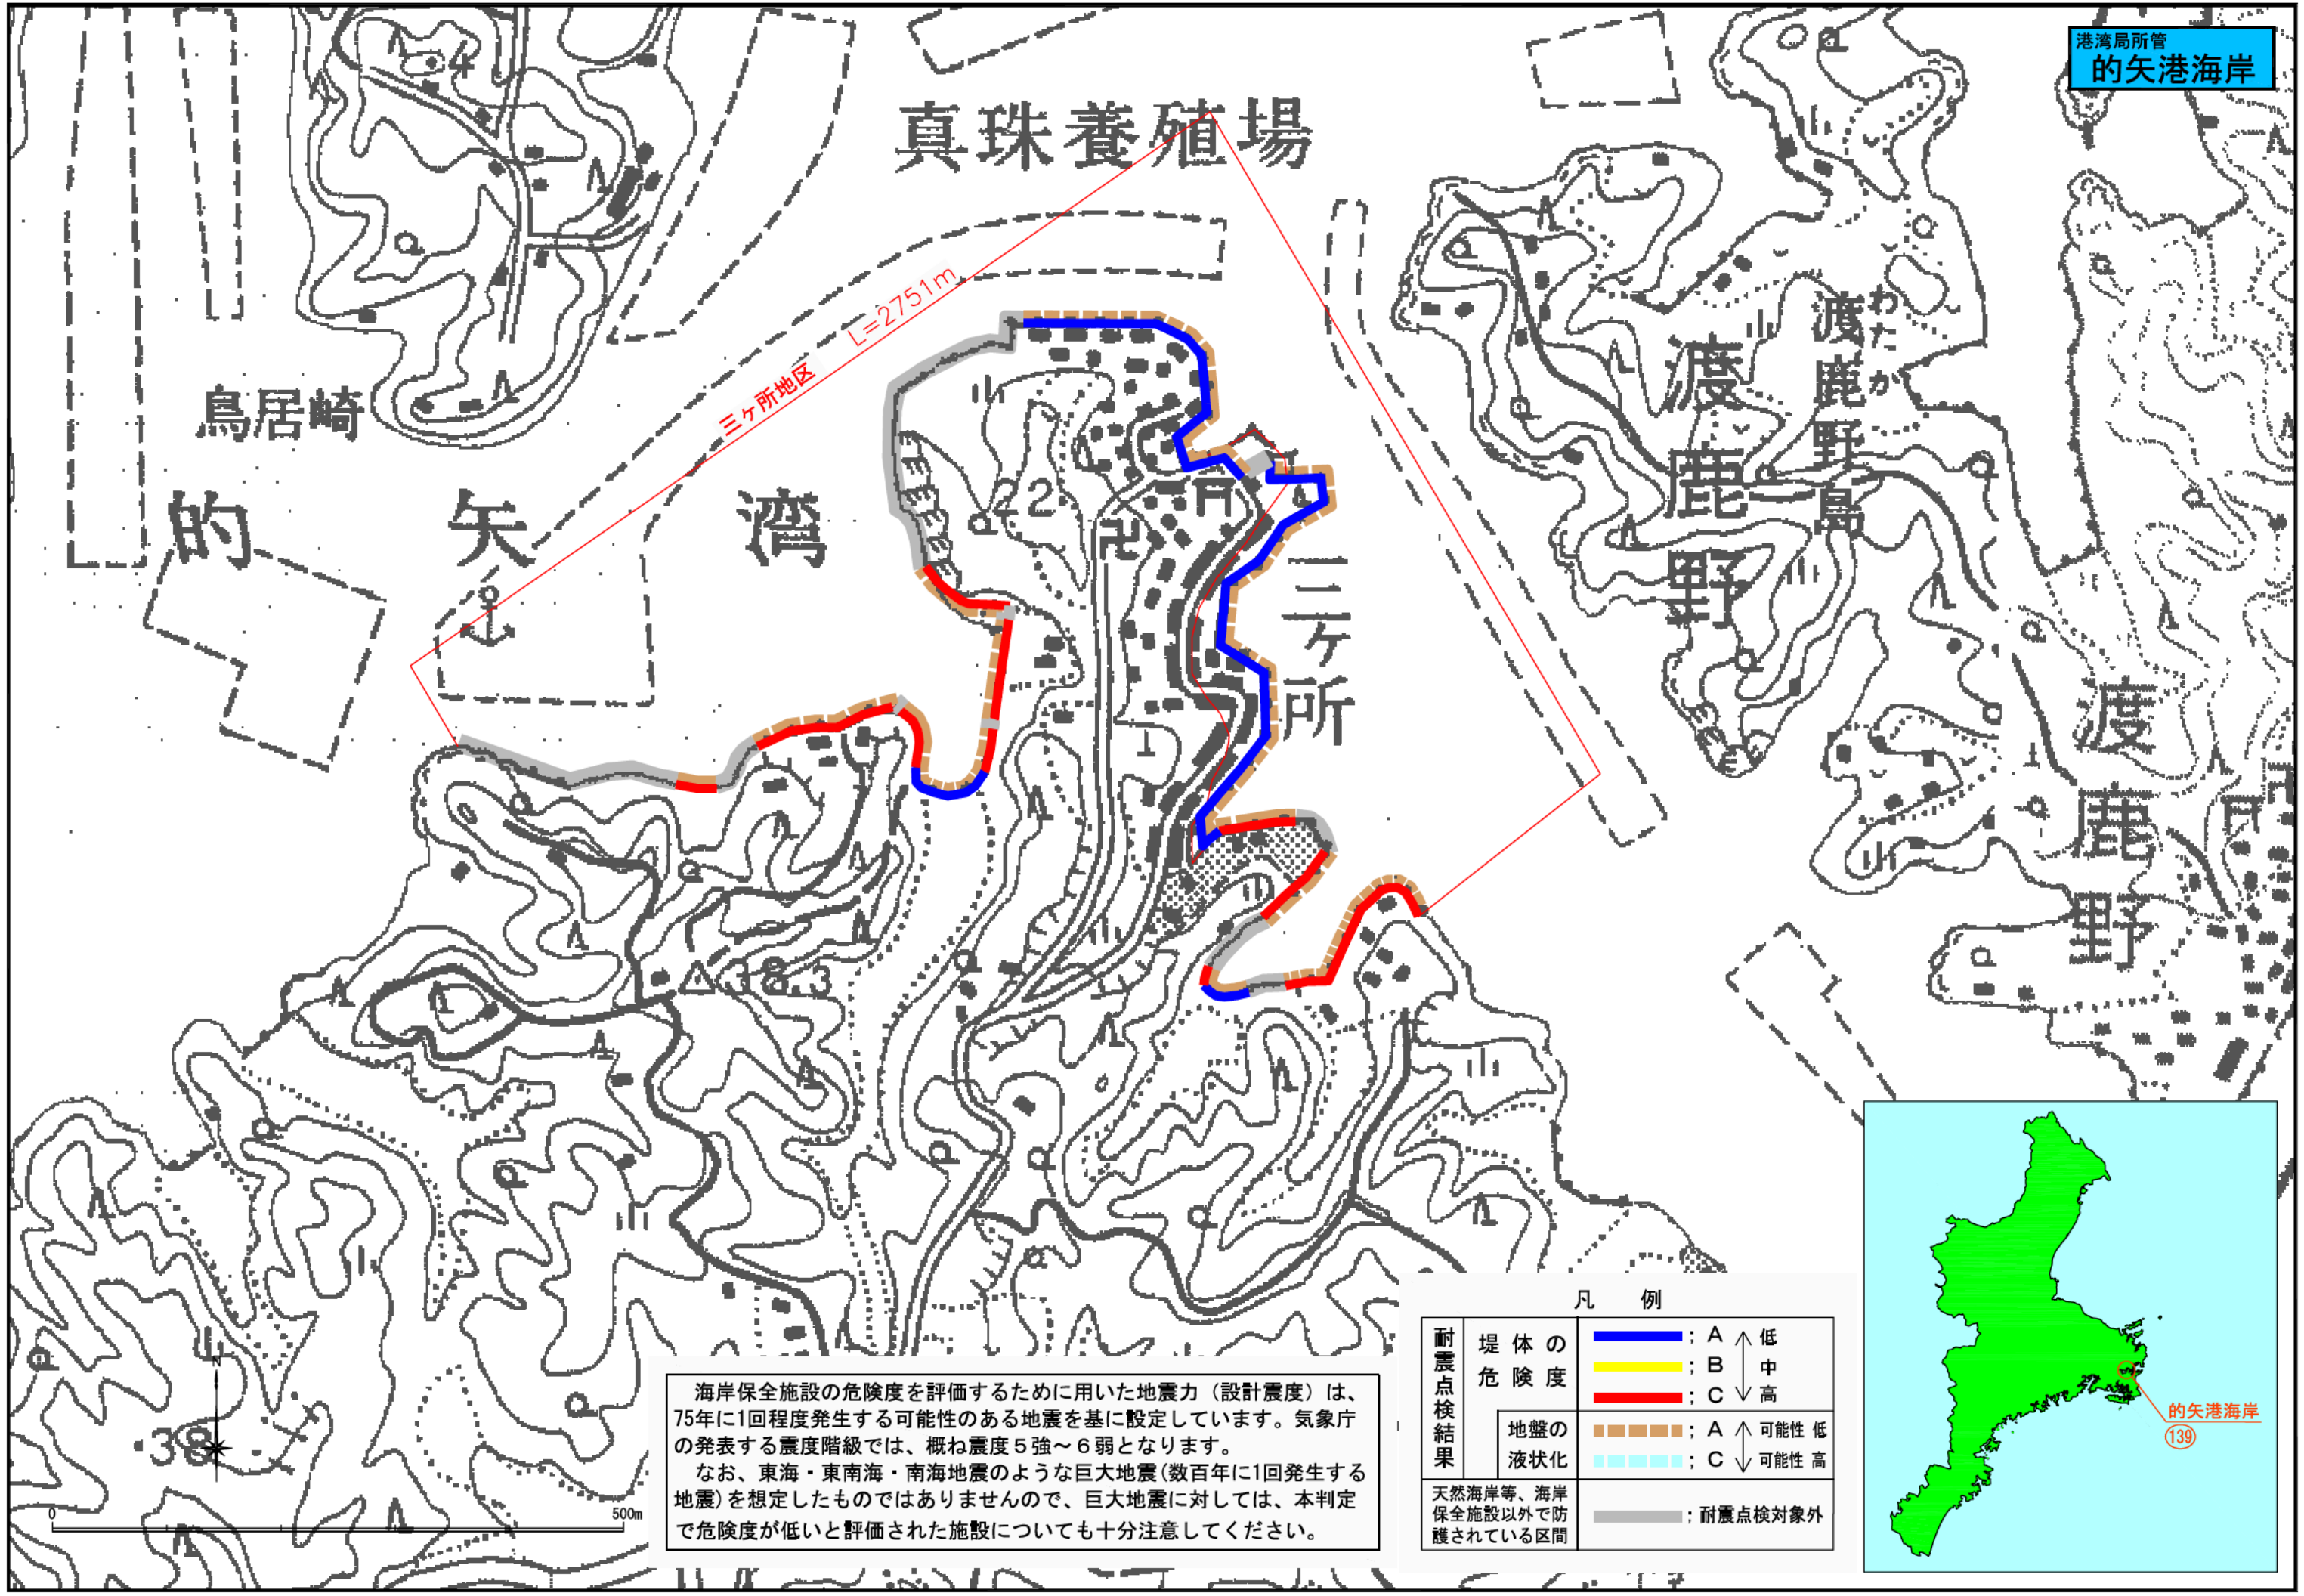 港湾局所管
的矢港海岸
真珠養殖場
4
鳥居崎
的矢湾
三ヶ所地区 L=2751m
22
三ヶ所
渡鹿野
わたか
渡鹿野島
渡鹿野
38.3
38
N
0 500m
海岸保全施設の危険度を評価するために用いた地震力（設計震度）は、
75年に1回程度発生する可能性のある地震を基に設定しています。気象庁
の発表する震度階級では、概ね震度５強～６弱となります。
なお、東海・東南海・南海地震のような巨大地震(数百年に1回発生する
地震)を想定したものではありませんので、巨大地震に対しては、本判定
で危険度が低いと評価された施設についても十分注意してください。
凡 例
耐震点検結果
堤体の
危険度
; A 低
; B 中
; C 高
地盤の
液状化
; A 可能性 低
; C 可能性 高
天然海岸等、海岸
保全施設以外で防
護されている区間
; 耐震点検対象外
的矢港海岸
139